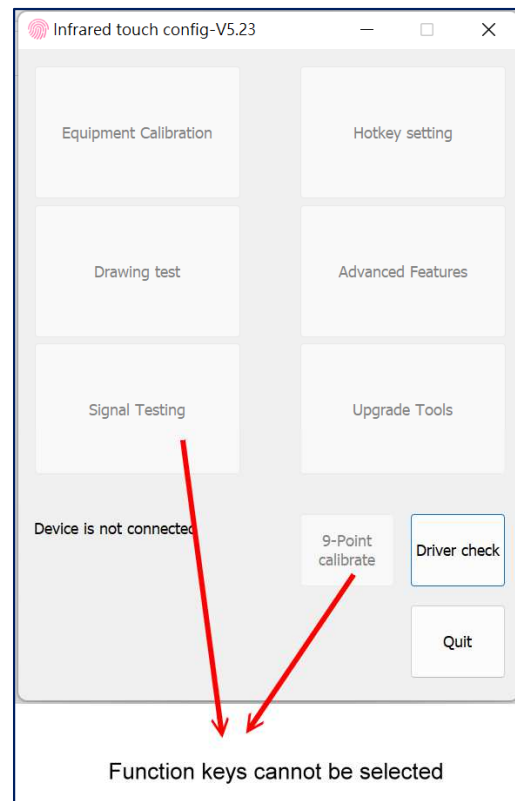 Infrared touch config-V5.23
Equipment Calibration
Hotkey setting
Drawing test
Advanced Features
Signal Testing
Upgrade Tools
Device is not connected
9-Point
calibrate
Driver check
Quit
Function keys cannot be selected